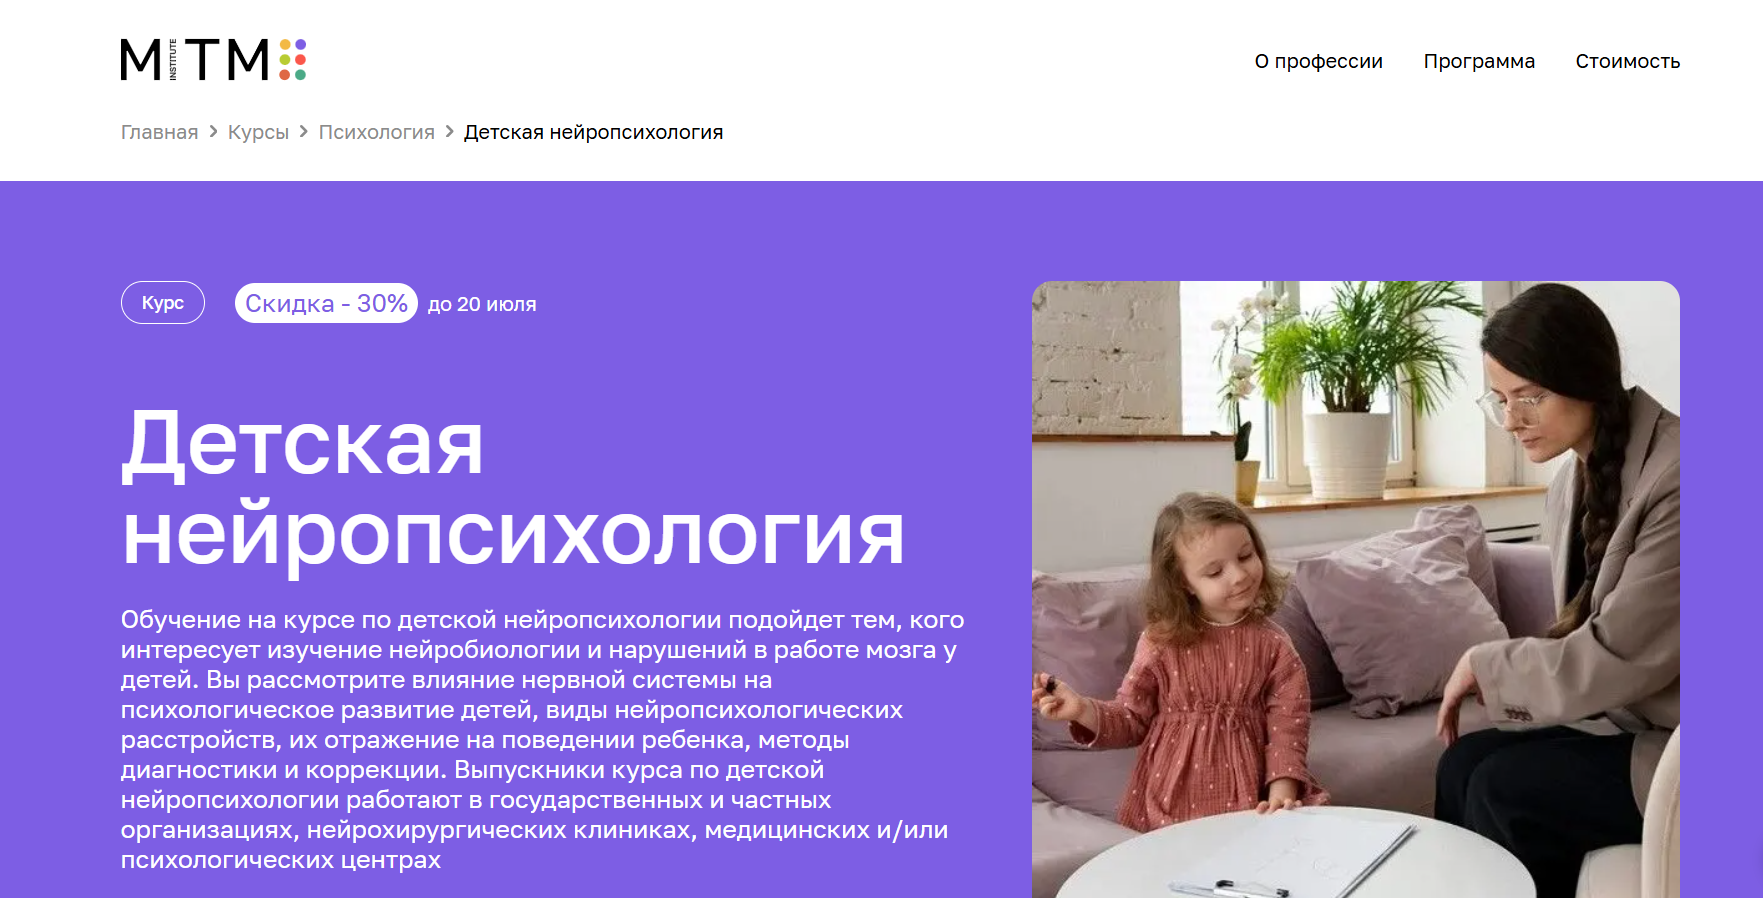 MITM INSTITUTE
О профессии Программа Стоимость
Главная > Курсы > Психология > Детская нейропсихология
Курс Скидка - 30% до 20 июля
Детская
нейропсихология
Обучение на курсе по детской нейропсихологии подойдет тем, кого
интересует изучение нейробиологии и нарушений в работе мозга у
детей. Вы рассмотрите влияние нервной системы на
психологическое развитие детей, виды нейропсихологических
расстройств, их отражение на поведении ребенка, методы
диагностики и коррекции. Выпускники курса по детской
нейропсихологии работают в государственных и частных
организациях, нейрохирургических клиниках, медицинских и/или
психологических центрах